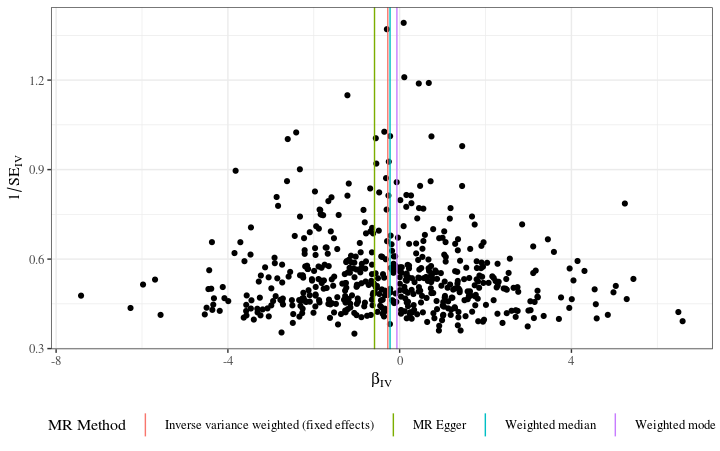 1.2
0.9
0.6
0.3
1/SE_IV
-8
-4
0
4
β_IV
MR Method
Inverse variance weighted (fixed effects)
MR Egger
Weighted median
Weighted mode